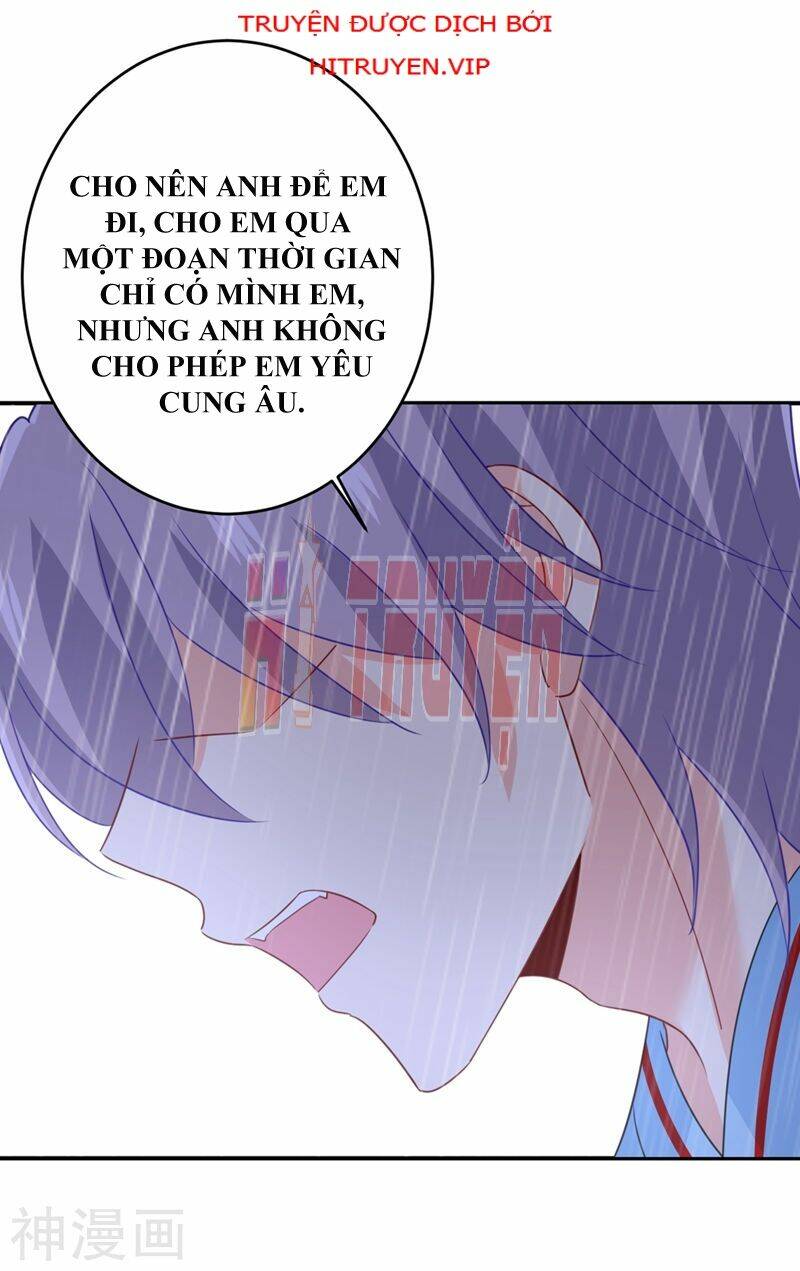 TRUYỆN ĐƯỢC DỊCH BỞI
HITRUYEN.VIP
CHO NÊN ANH ĐỂ EM
ĐI, CHO EM QUA
MỘT ĐOẠN THỜI GIAN
CHỈ CÓ MÌNH EM,
NHƯNG ANH KHÔNG
CHO PHÉP EM YÊU
CUNG ÂU.
HI TRUYỆN
神漫画